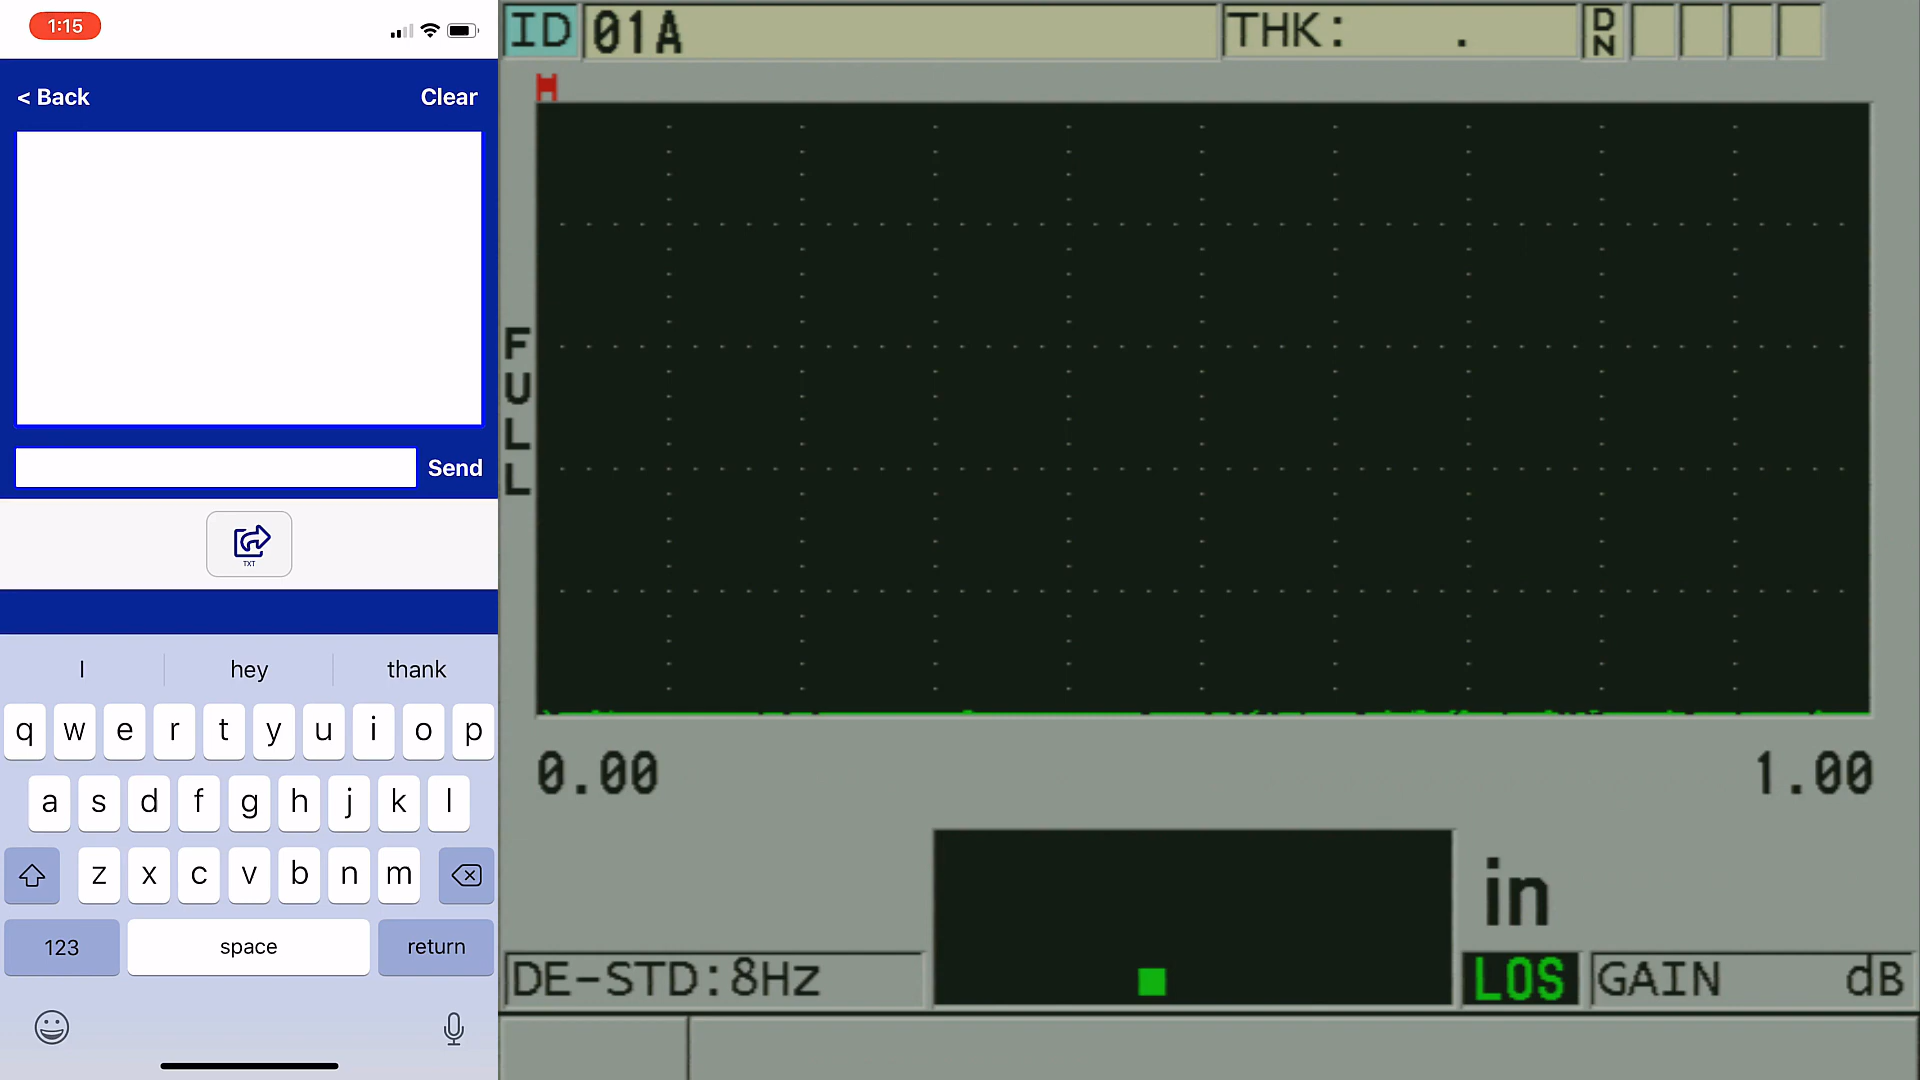 1:15
< Back
Clear
Send
TXT
I
hey
thank
q w e r t y u i o p
a s d f g h j k l
z x c v b n m
123
space
return
ID
01A
THK: .
DN
FULL
0.00
1.00
in
DE-STD:8Hz
LOS
GAIN dB